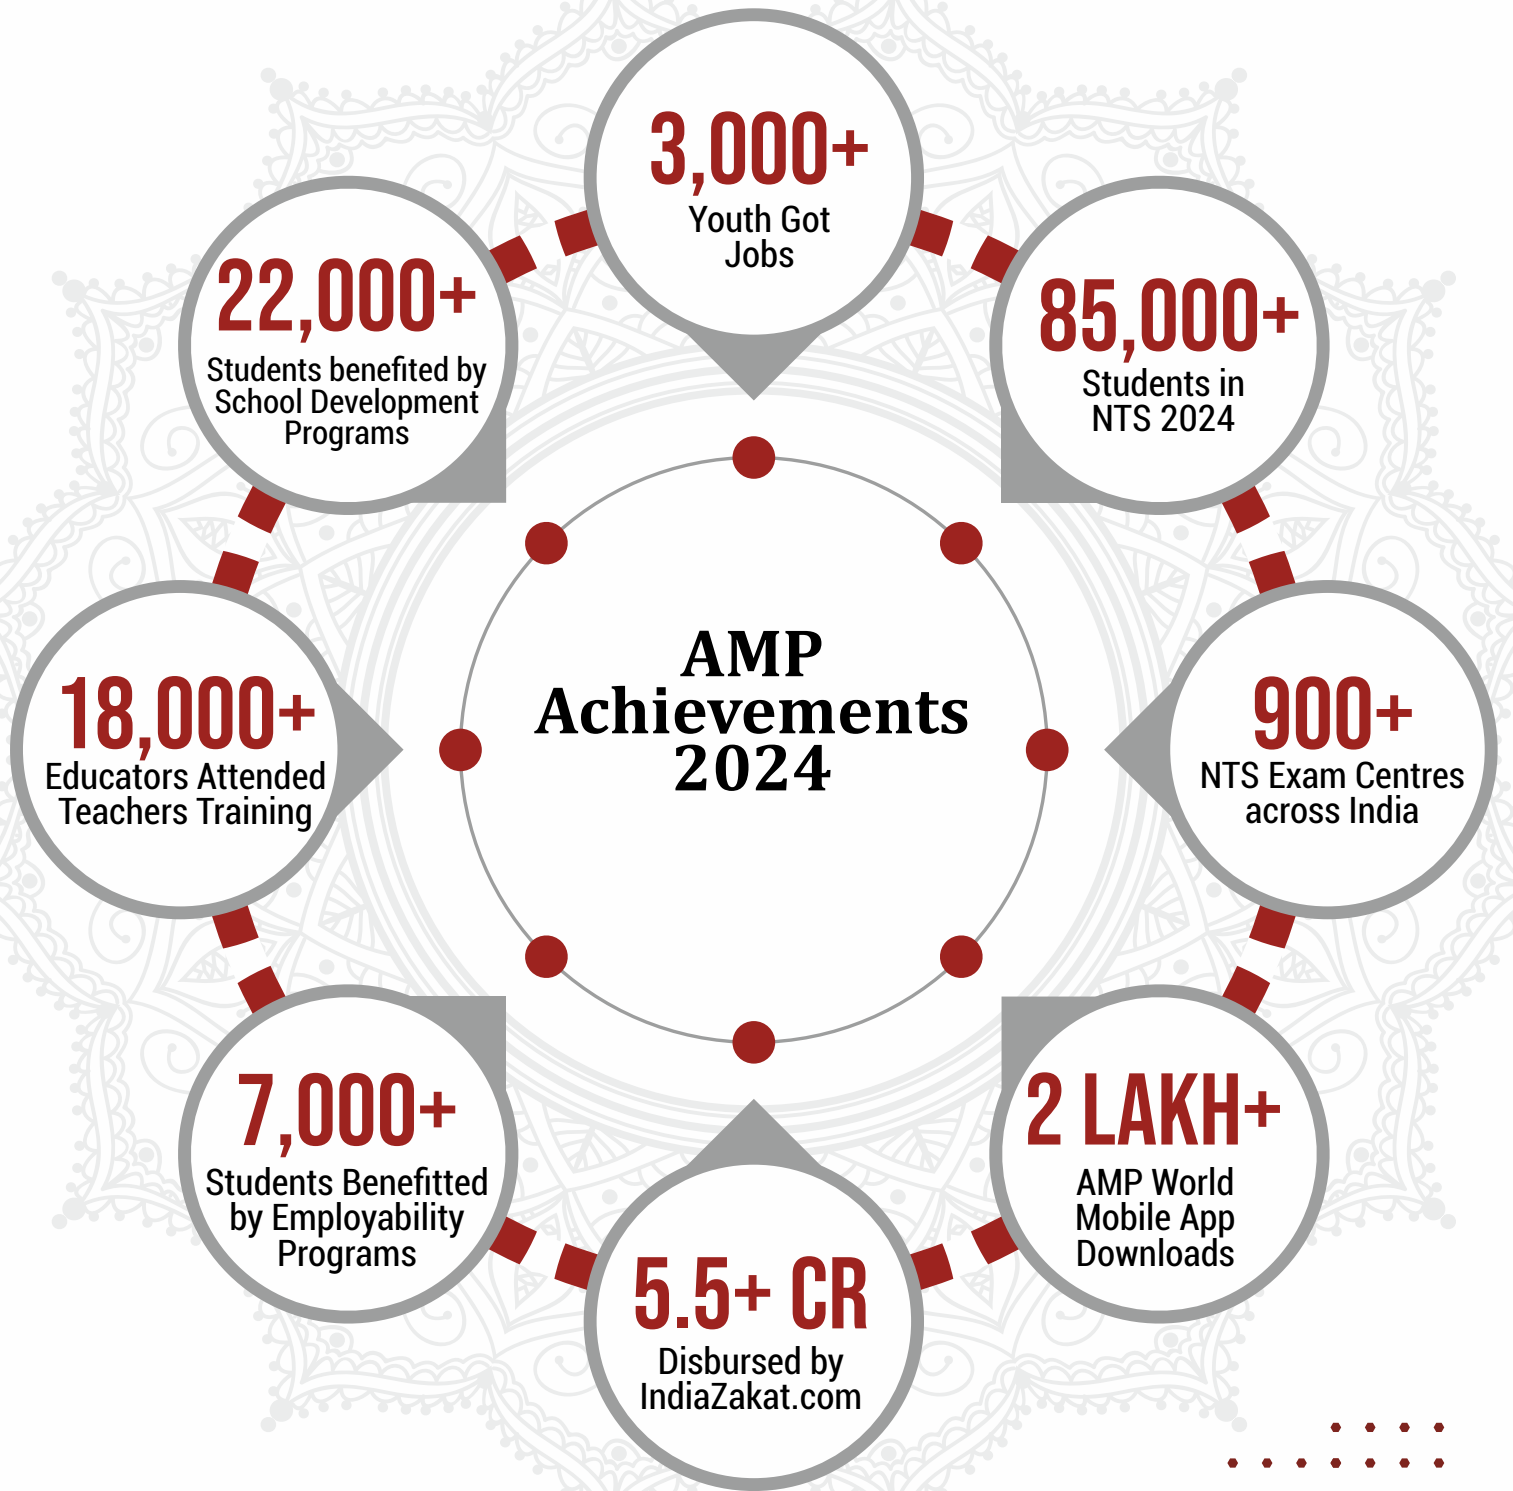 3,000+
Youth Got
Jobs
85,000+
Students in
NTS 2024
900+
NTS Exam Centres
across India
2 LAKH+
AMP World
Mobile App
Downloads
5.5+ CR
Disbursed by
IndiaZakat.com
7,000+
Students Benefitted
by Employability
Programs
18,000+
Educators Attended
Teachers Training
22,000+
Students benefited by
School Development
Programs
AMP
Achievements
2024